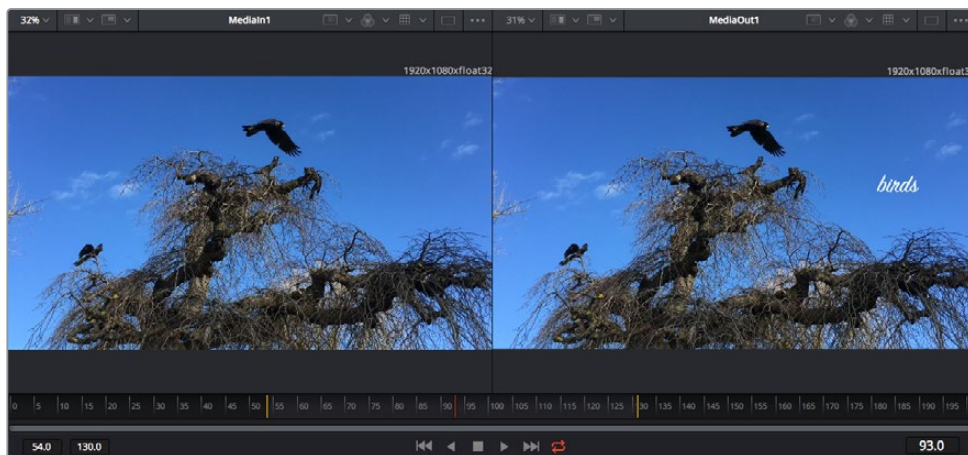 32% MediaIn1
31% MediaOut1
1920x1080xfloat32
1920x1080xfloat3
birds
0 5 10 15 20 25 30 35 40 45 50 55 60 65 70 75 80 85 90 95 100 105 110 115 120 125 130 135 140 145 150 155 160 165 170 175 180 185 190 195
54.0 130.0 93.0